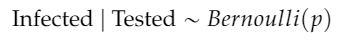 Infected | Tested ∼ Bernoulli(p)